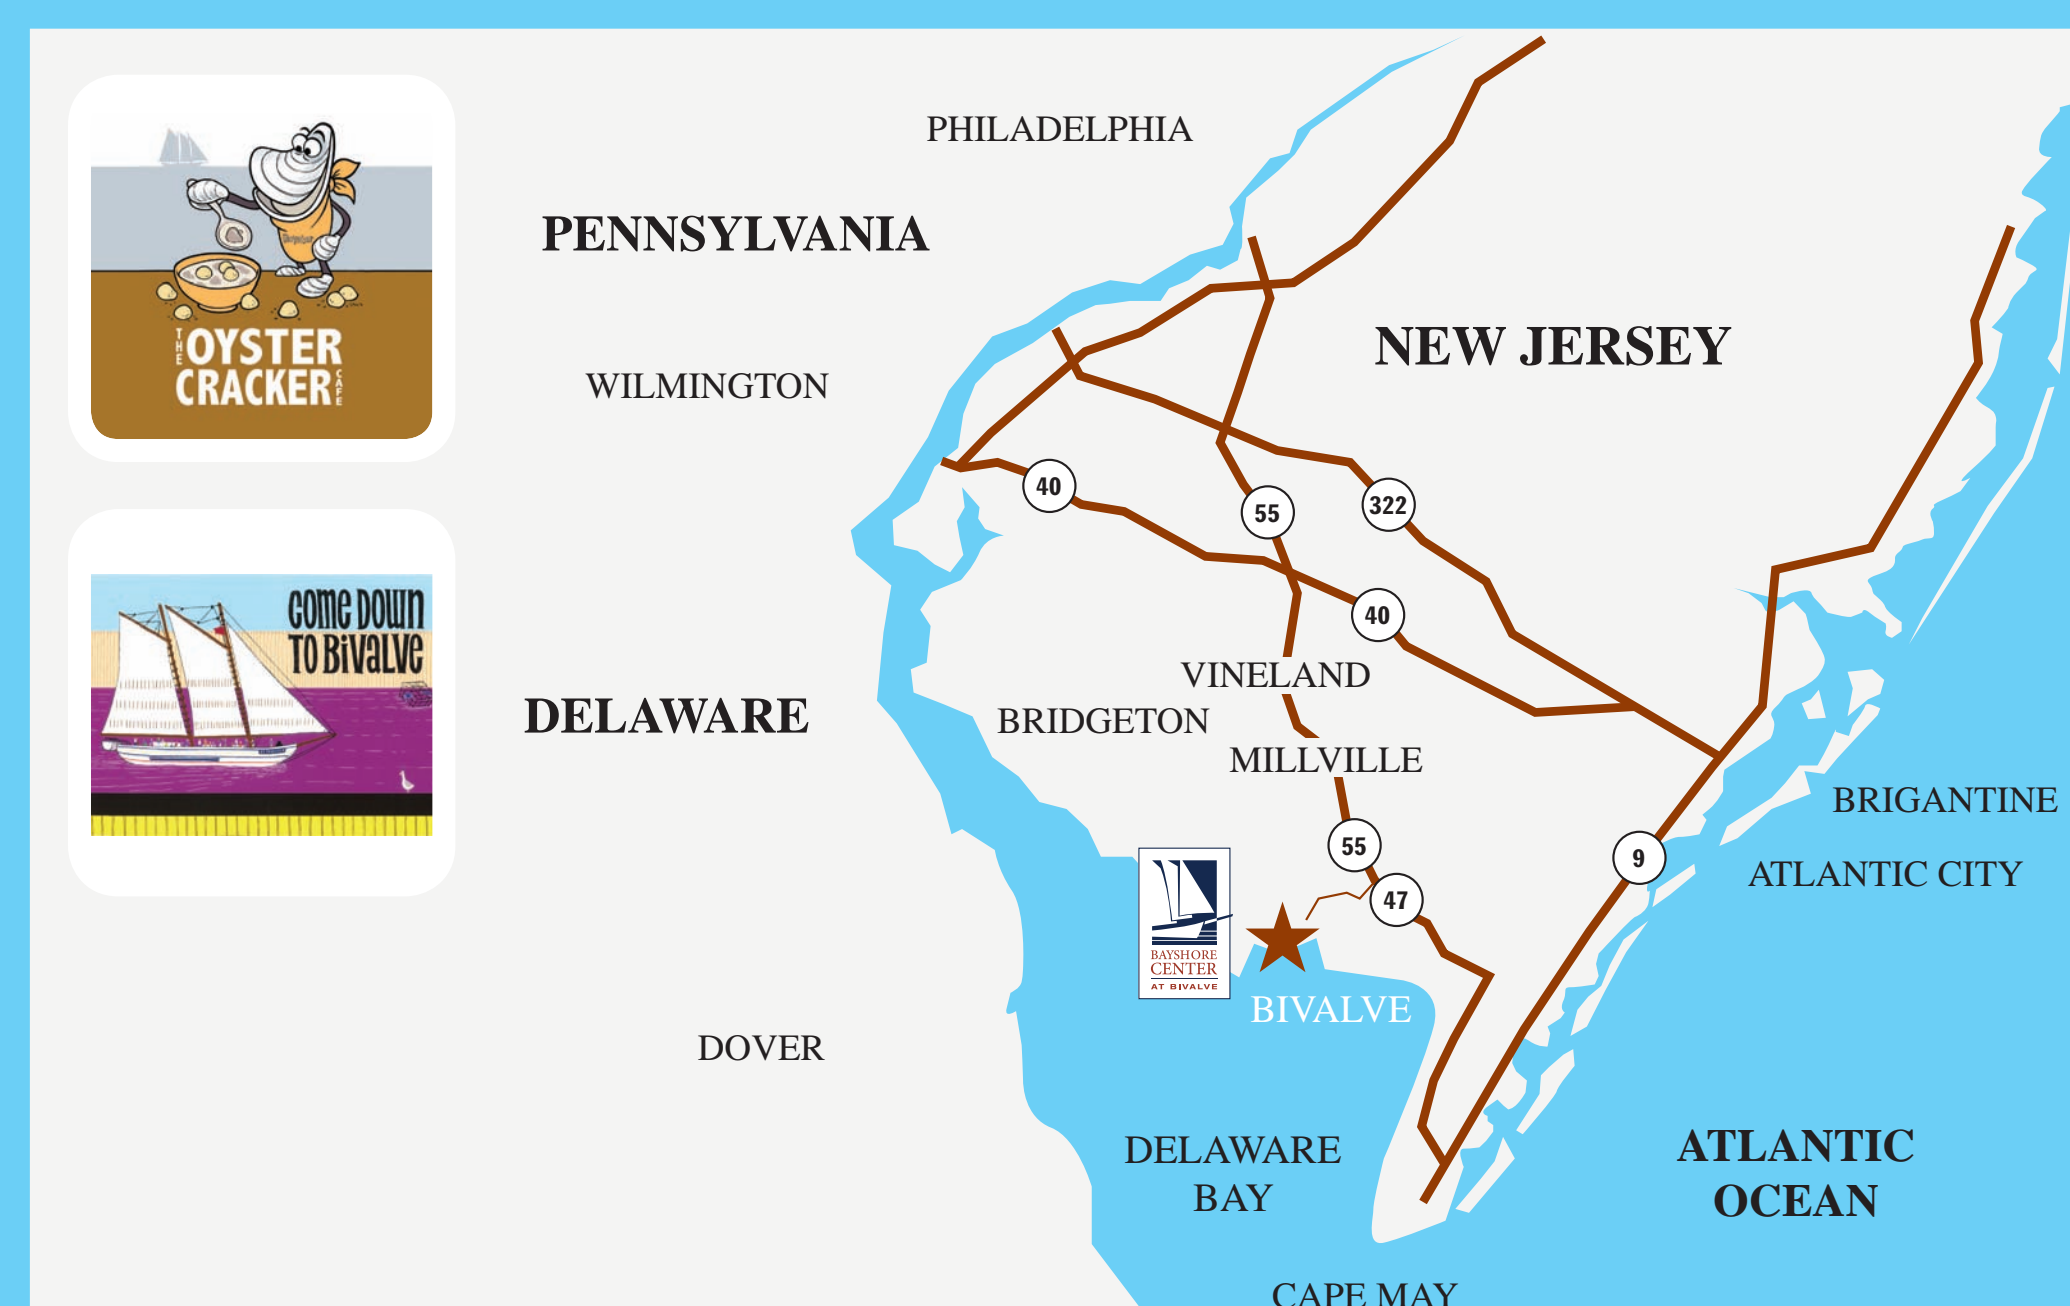 PHILADELPHIA
PENNSYLVANIA
NEW JERSEY
THE
OYSTER
CRACKER
CAFE
WILMINGTON
40
55
322
COME DOWN
TO BIVALVE
40
VINELAND
DELAWARE
BRIDGETON
MILLVILLE
BRIGANTINE
55
9
ATLANTIC CITY
47
BAYSHORE
CENTER
AT BIVALVE
BIVALVE
DOVER
DELAWARE
BAY
ATLANTIC
OCEAN
CAPE MAY